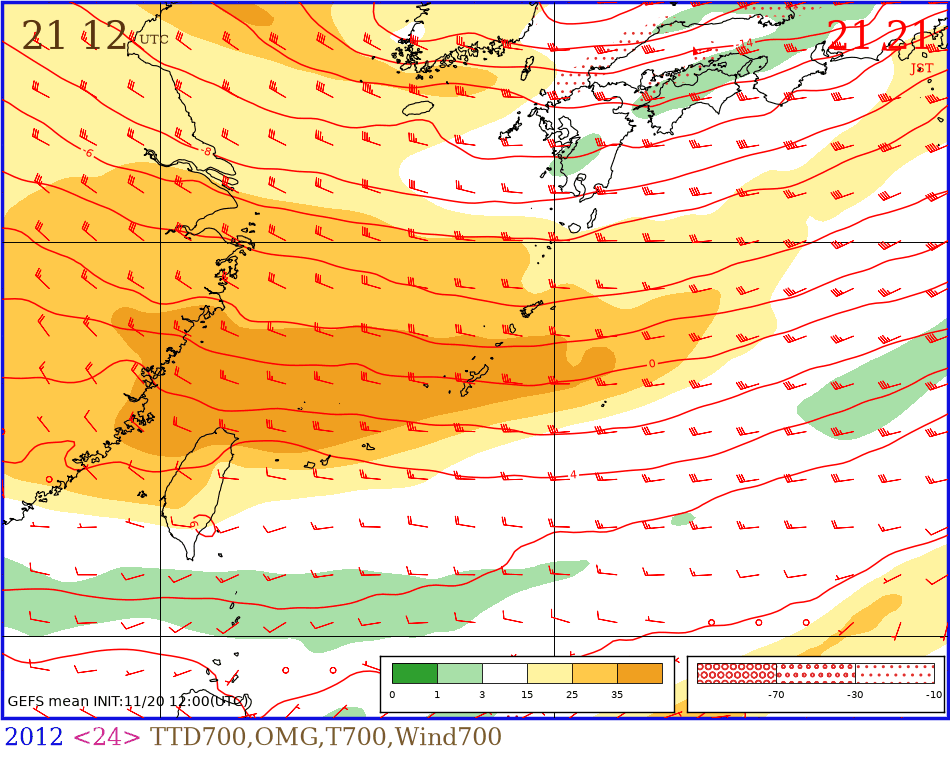 21 12 UTC 21 21 JST
-14
-6 -8
0
4
6
0 1 3 15 25 35
-70 -30 -10
GEFS mean INIT:11/20 12:00(UTC)
2012 <24> TTD700,OMG,T700,Wind700